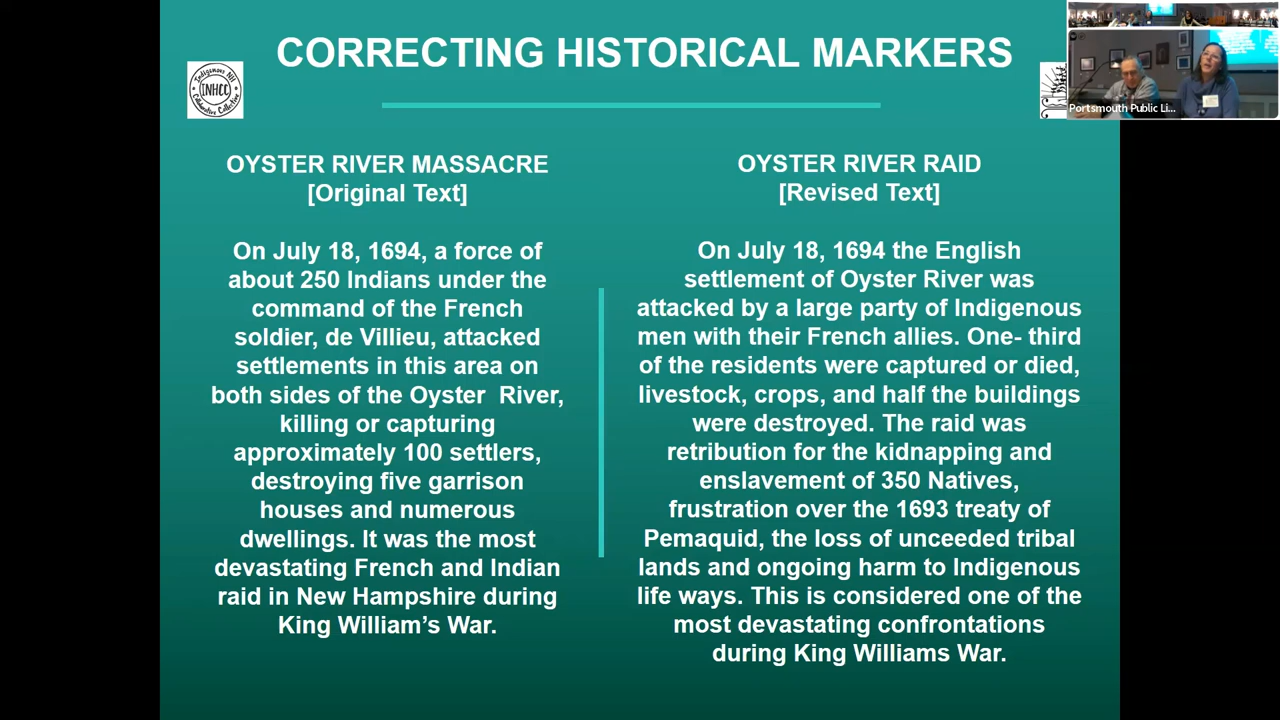 CORRECTING HISTORICAL MARKERS
Indigenous NH
INHCC
Collaborative Collective
Portsmouth Public Li...
OYSTER RIVER MASSACRE
[Original Text]
On July 18, 1694, a force of
about 250 Indians under the
command of the French
soldier, de Villieu, attacked
settlements in this area on
both sides of the Oyster River,
killing or capturing
approximately 100 settlers,
destroying five garrison
houses and numerous
dwellings. It was the most
devastating French and Indian
raid in New Hampshire during
King William’s War.
OYSTER RIVER RAID
[Revised Text]
On July 18, 1694 the English
settlement of Oyster River was
attacked by a large party of Indigenous
men with their French allies. One- third
of the residents were captured or died,
livestock, crops, and half the buildings
were destroyed. The raid was
retribution for the kidnapping and
enslavement of 350 Natives,
frustration over the 1693 treaty of
Pemaquid, the loss of unceeded tribal
lands and ongoing harm to Indigenous
life ways. This is considered one of the
most devastating confrontations
during King Williams War.